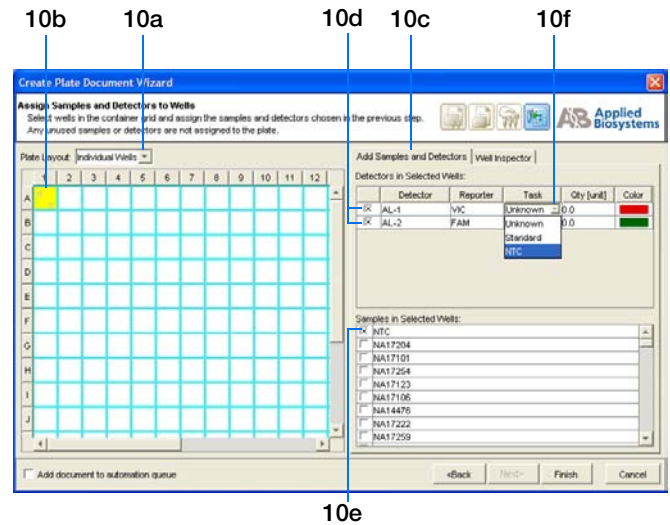 10b 10a 10d 10c 10f
Create Plate Document Wizard
Assign Samples and Detectors to Wells
Select wells in the container grid and assign the samples and detectors chosen in the previous step.
Any unused samples or detectors are not assigned to the plate.
AB Applied Biosystems
Plate Layout: Individual Wells
1 2 3 4 5 6 7 8 9 10 11 12
A
B
C
D
E
F
G
H
I
J
Add Samples and Detectors Well Inspector
Detectors in Selected Wells:
Detector Reporter Task Qty [unit] Color
AL-1 VIC Unknown 0.0
AL-2 FAM Unknown 0.0
Standard
NTC
Samples in Selected Wells:
NTC
NA17204
NA17101
NA17254
NA17123
NA17106
NA14476
NA17222
NA17259
Add document to automation queue
<Back Next> Finish Cancel
10e